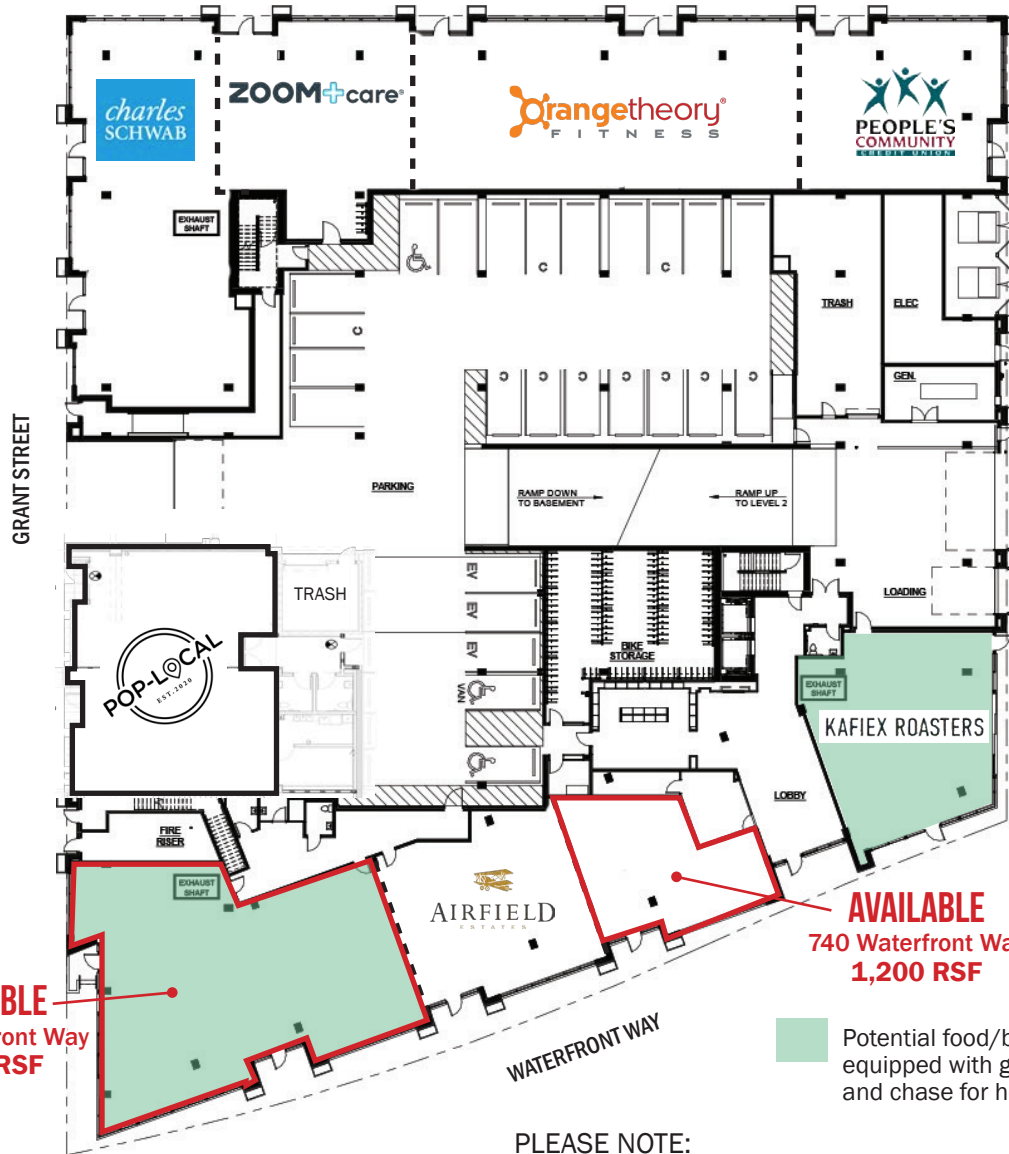 charles
SCHWAB
ZOOM+care®
Orangetheory®
FITNESS
PEOPLE'S
COMMUNITY
CREDIT UNION
EXHAUST
SHAFT
C
C
C
TRASH
ELEC
GEN.
C C C C C C C
GRANT STREET
PARKING
RAMP DOWN
TO BASEMENT
RAMP UP
TO LEVEL 2
LOADING
TRASH
EV
EV
EV
VAN
BIKE
STORAGE
POP-LOCAL
EST. 2020
EXHAUST
SHAFT
KAFIEX ROASTERS
LOBBY
FIRE
RISER
EXHAUST
SHAFT
AIRFIELD
ESTATES
AVAILABLE
740 Waterfront Wa
1,200 RSF
BLE
ront Way
RSF
WATERFRONT WAY
Potential food/b
equipped with g
and chase for h
PLEASE NOTE: